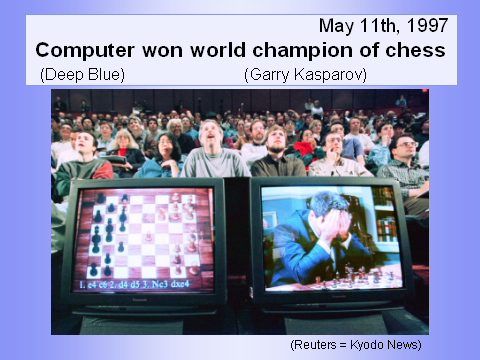 May 11th, 1997
Computer won world champion of chess
(Deep Blue) (Garry Kasparov)
1. e4 c6 2. d4 d5 3. Nc3 dxe4
(Reuters = Kyodo News)